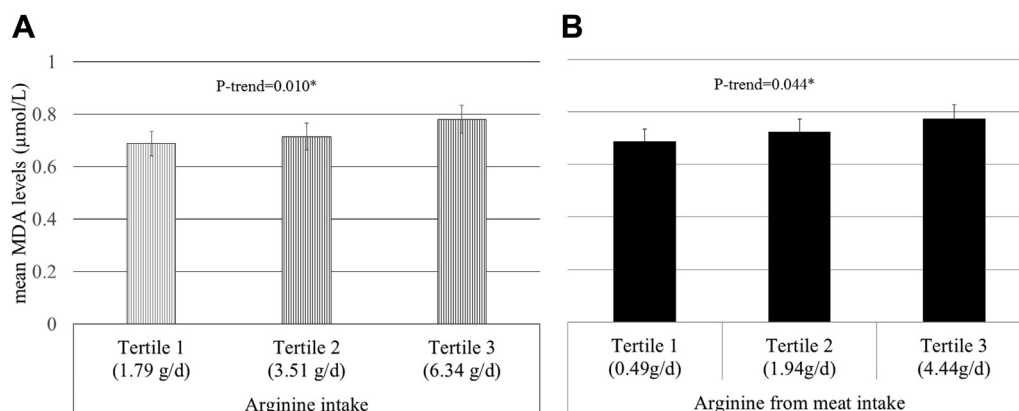 A
mean MDA levels (μmol/L)
1
0.8
0.6
0.4
0.2
0
P-trend=0.010*
Tertile 1
(1.79 g/d)
Tertile 2
(3.51 g/d)
Tertile 3
(6.34 g/d)
Arginine intake
B
P-trend=0.044*
Tertile 1
(0.49g/d)
Tertile 2
(1.94g/d)
Tertile 3
(4.44g/d)
Arginine from meat intake